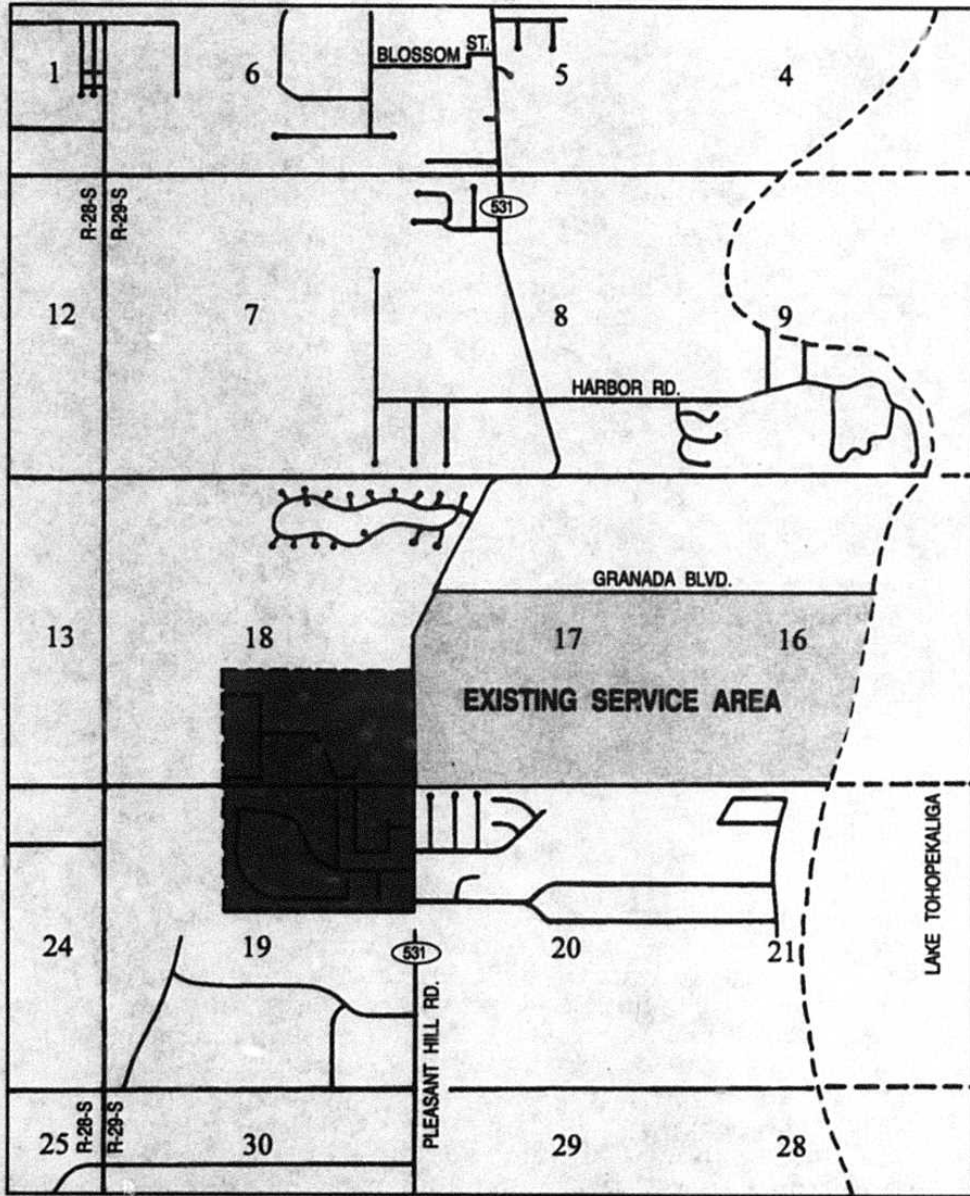 BLOSSOM ST.
1
6
5
4
R-28-S
R-29-S
531
12
7
8
9
HARBOR RD.
GRANADA BLVD.
13
18
17
16
EXISTING SERVICE AREA
LAKE TOHOPEKALIGA
24
19
531
20
21
PLEASANT HILL RD.
R-28-S
R-29-S
25
30
29
28